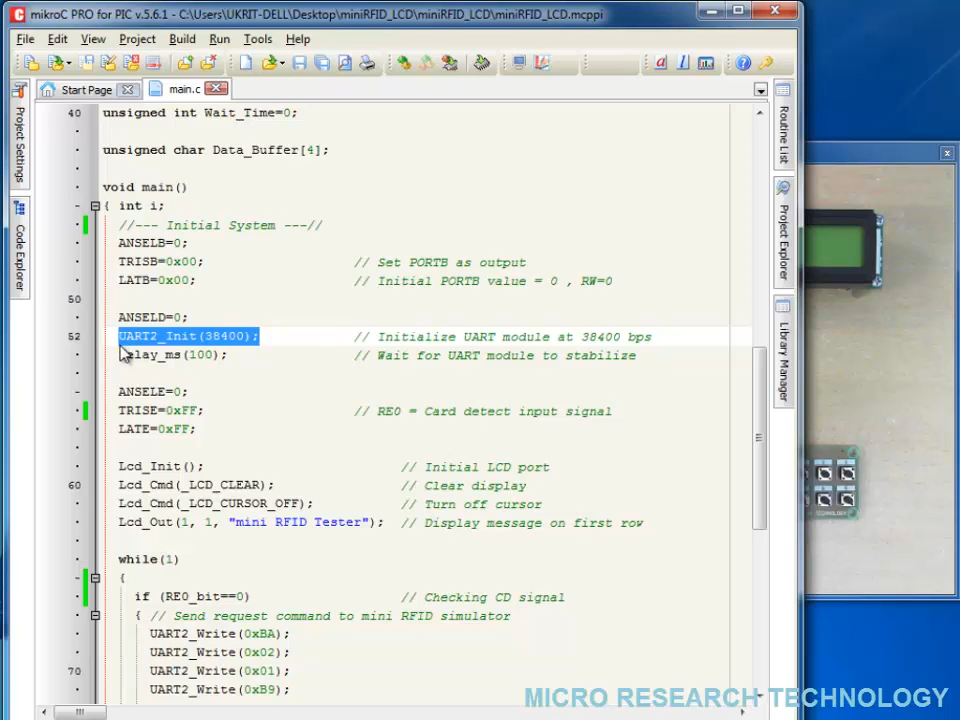 mikroC PRO for PIC v.5.6.1 - C:\Users\UKRIT-DELL\Desktop\miniRFID_LCD\miniRFID_LCD\miniRFID_LCD.mcppi
File Edit View Project Build Run Tools Help
Start Page main.c
Project Settings
Code Explorer
Routine List
Project Explorer
Library Manager
40 unsigned int Wait_Time=0;
unsigned char Data_Buffer[4];
void main()
{ int i;
//--- Initial System ---//
ANSELB=0;
TRISB=0x00; // Set PORTB as output
LATB=0x00; // Initial PORTB value = 0 , RW=0
50
ANSELD=0;
52 UART2_Init(38400); // Initialize UART module at 38400 bps
Delay_ms(100); // Wait for UART module to stabilize
ANSELE=0;
TRISE=0xFF; // RE0 = Card detect input signal
LATE=0xFF;
Lcd_Init(); // Initial LCD port
60 Lcd_Cmd(_LCD_CLEAR); // Clear display
Lcd_Cmd(_LCD_CURSOR_OFF); // Turn off cursor
Lcd_Out(1, 1, "mini RFID Tester"); // Display message on first row
while(1)
{
if (RE0_bit==0) // Checking CD signal
{ // Send request command to mini RFID simulator
UART2_Write(0xBA);
UART2_Write(0x02);
70 UART2_Write(0x01);
UART2_Write(0xB9);
MICRO RESEARCH TECHNOLOGY